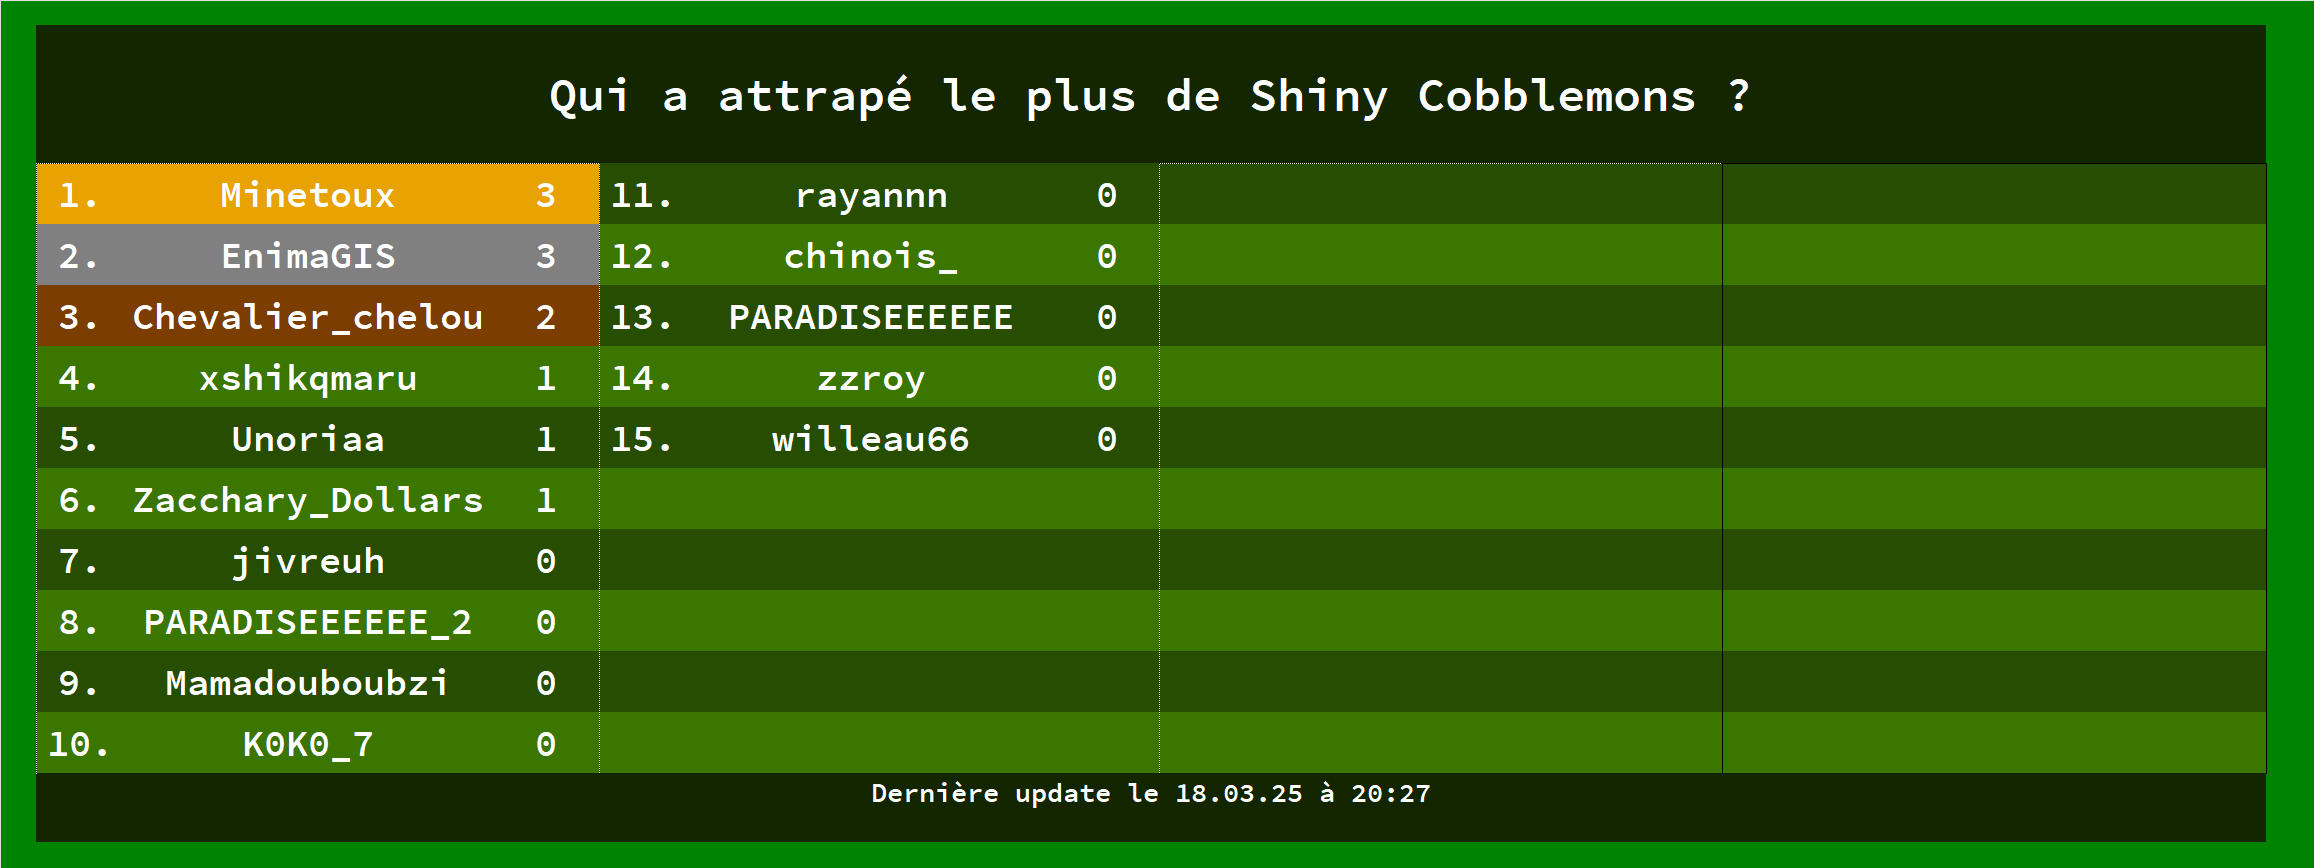 Qui a attrapé le plus de Shiny Cobblemons ?
1. Minetoux 3
2. EnimaGIS 3
3. Chevalier_chelou 2
4. xshikqmaru 1
5. Unoriaa 1
6. Zacchary_Dollars 1
7. jivreuh 0
8. PARADISEEEEEE_2 0
9. Mamadouboubzi 0
10. K0K0_7 0
11. rayannn 0
12. chinois_ 0
13. PARADISEEEEEE 0
14. zzroy 0
15. willeau66 0
Dernière update le 18.03.25 à 20:27